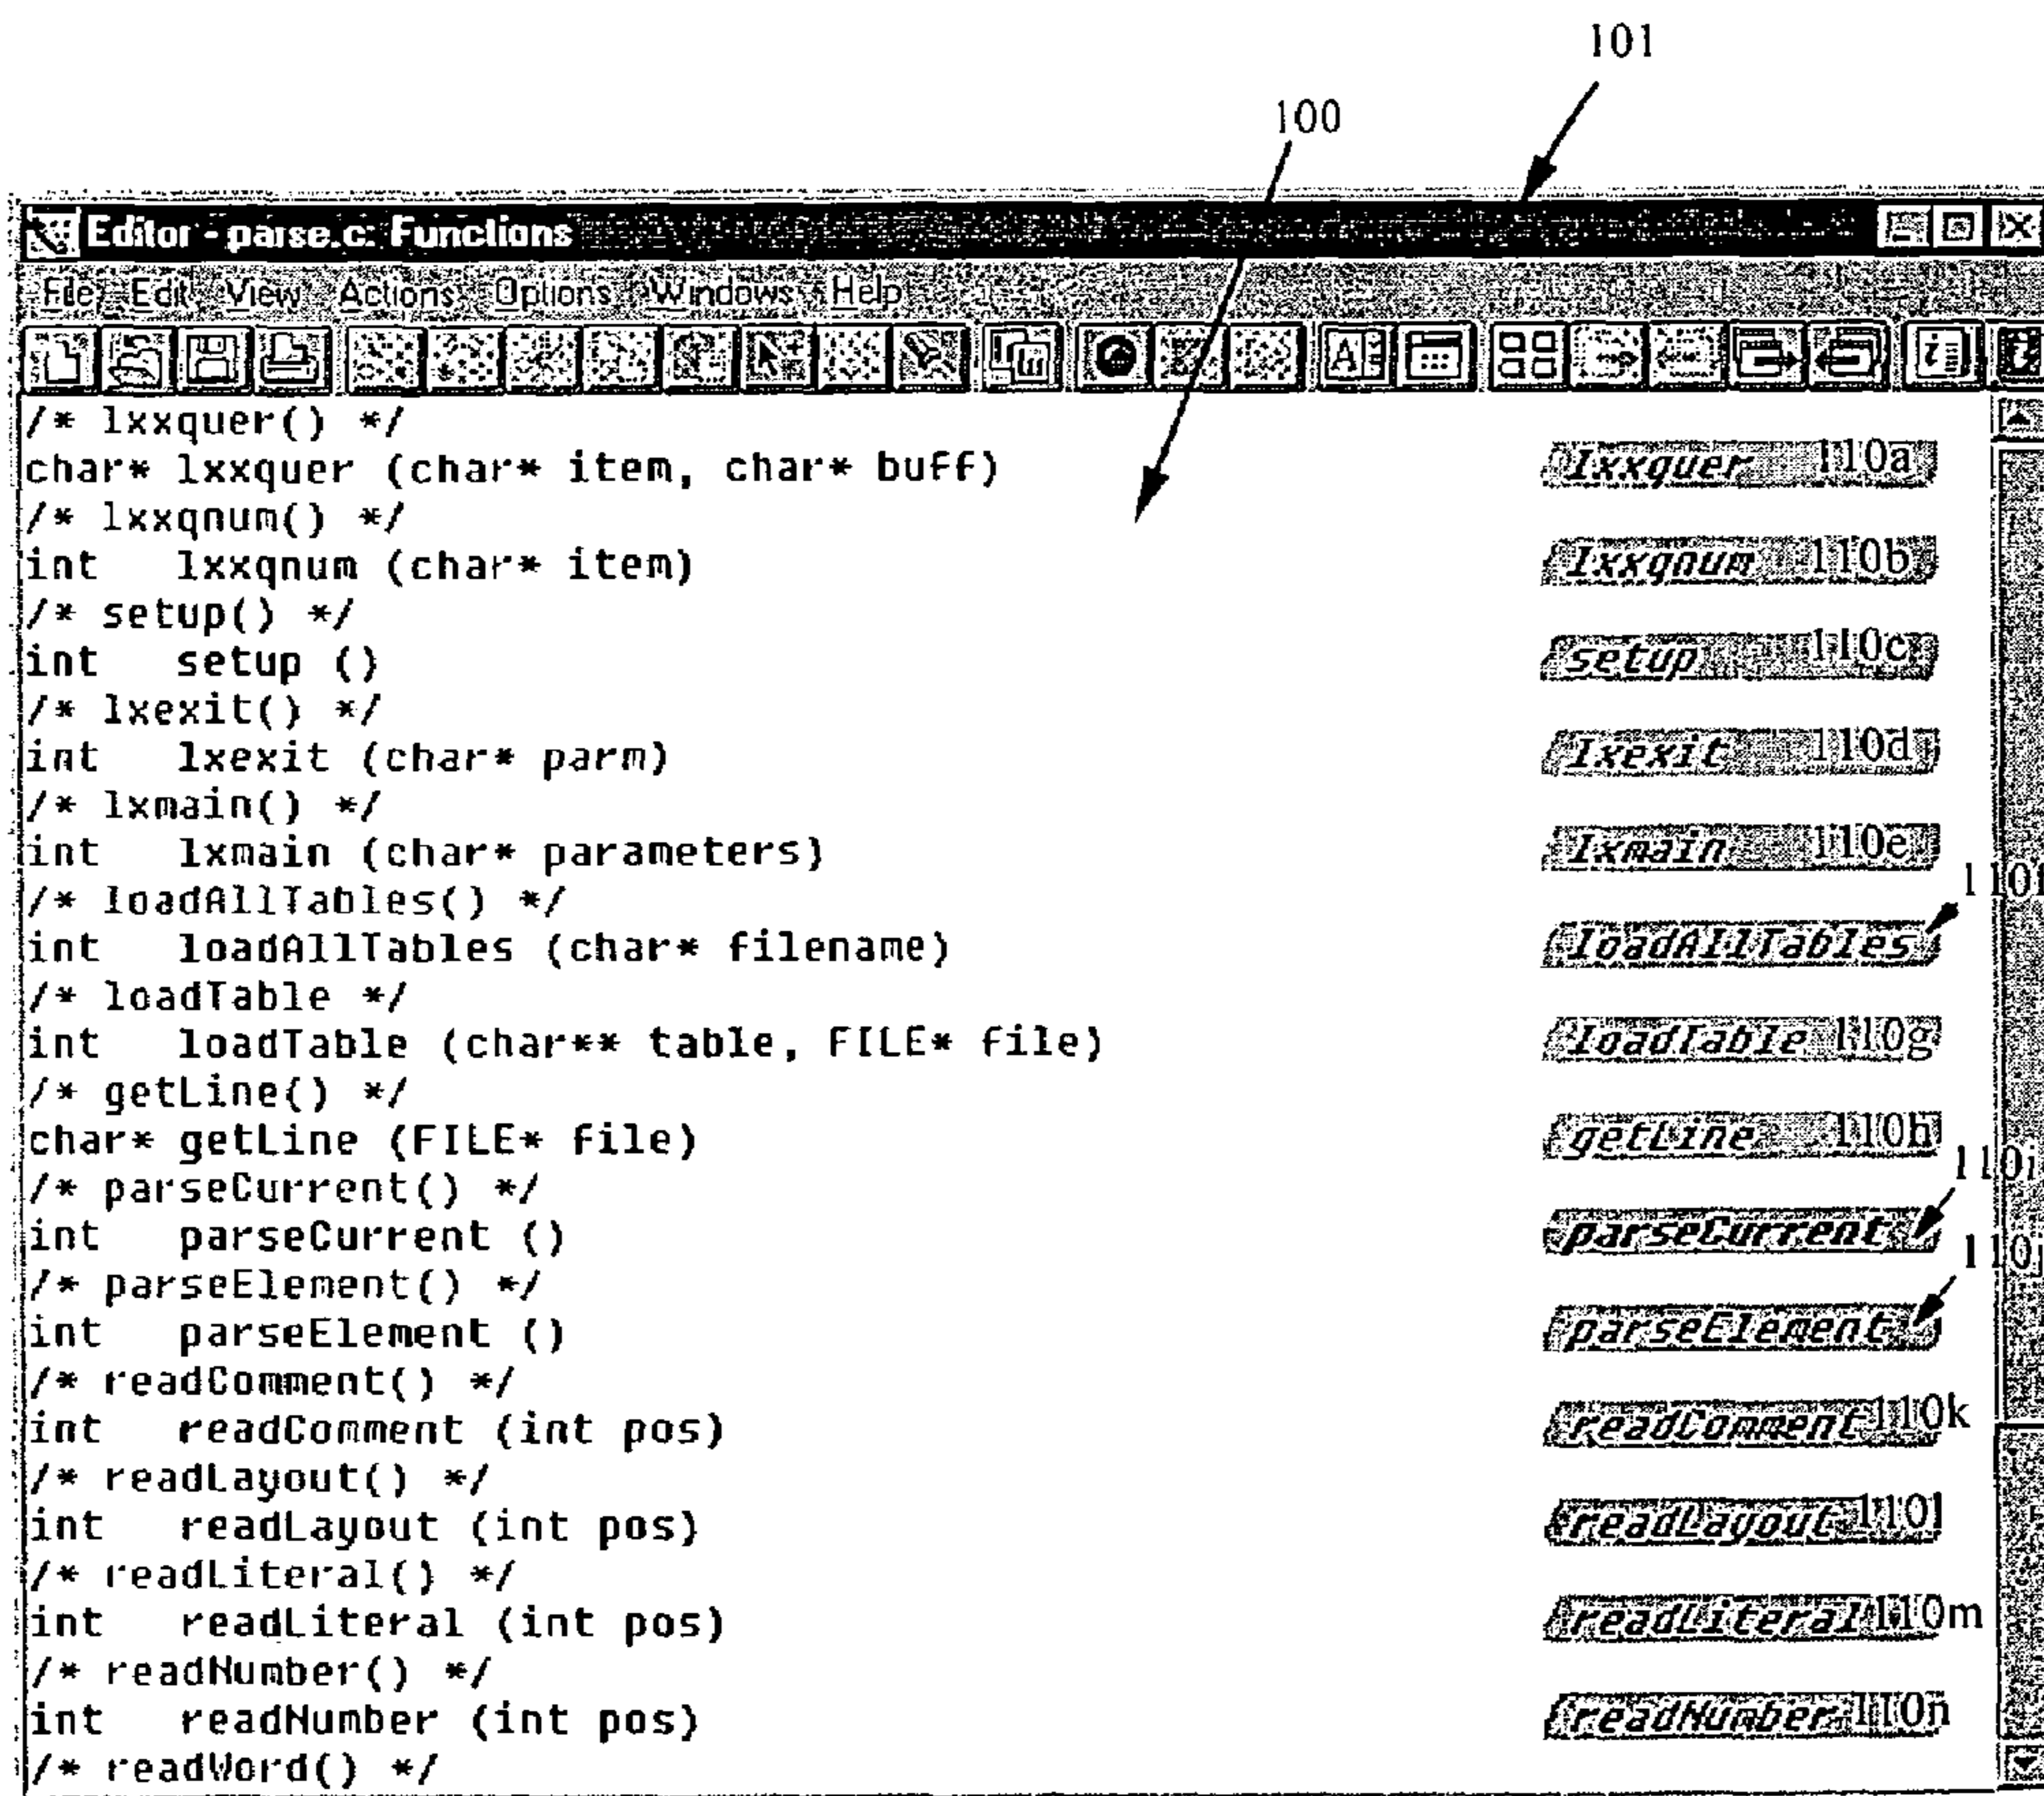 101
100
Editor - parse.c: Functions
File Edit View Actions Options Windows Help
/* lxxquer() */
char* lxxquer (char* item, char* buff) lxxquer 110a
/* lxxqnum() */
int lxxqnum (char* item) lxxqnum 110b
/* setup() */
int setup () setup 110c
/* lxexit() */
int lxexit (char* parm) lxexit 110d
/* lxmain() */
int lxmain (char* parameters) lxmain 110e
/* loadAllTables() */ 110f
int loadAllTables (char* filename) loadAllTables
/* loadTable */
int loadTable (char** table, FILE* file) loadTable 110g
/* getLine() */
char* getLine (FILE* file) getLine 110h
/* parseCurrent() */ 110i
int parseCurrent () parseCurrent
/* parseElement() */ 110j
int parseElement () parseElement
/* readComment() */
int readComment (int pos) readComment 110k
/* readLayout() */
int readLayout (int pos) readLayout 110l
/* readLiteral() */
int readLiteral (int pos) readLiteral 110m
/* readNumber() */
int readNumber (int pos) readNumber 110n
/* readWord() */